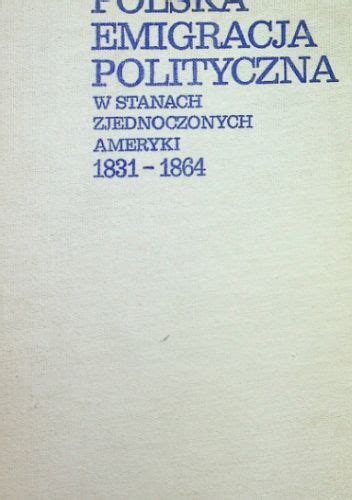 POLSKA
EMIGRACJA
POLITYCZNA
W STANACH
ZJEDNOCZONYCH
AMERYKI
1831 – 1864